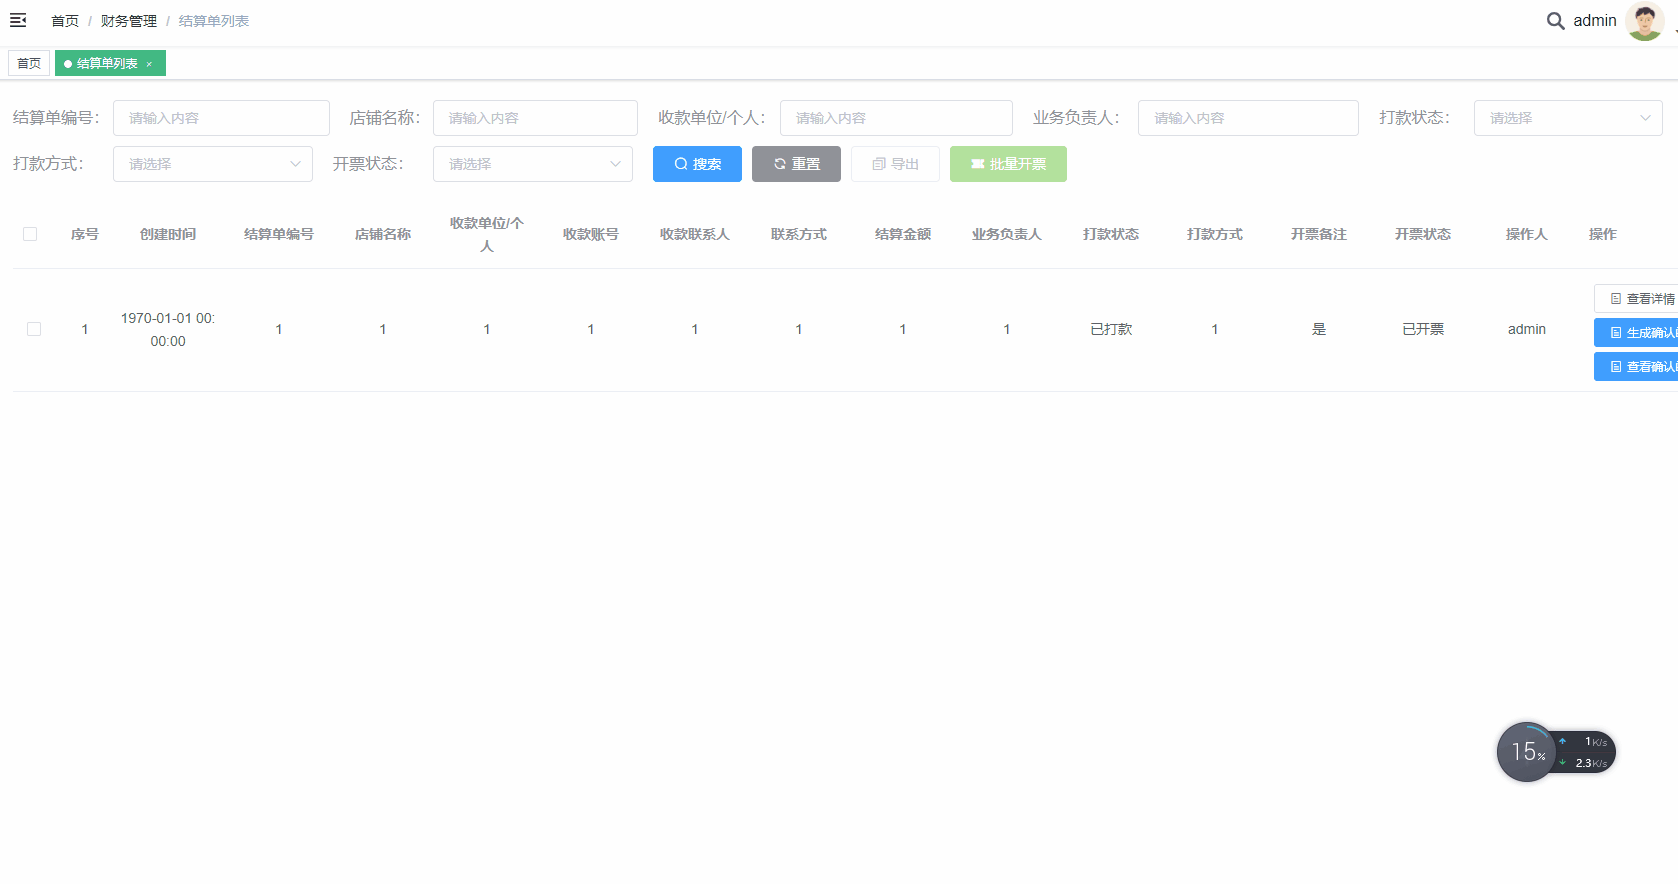 首页 / 财务管理 / 结算单列表
admin
首页
结算单列表 ×
结算单编号： 请输入内容 店铺名称： 请输入内容 收款单位/个人： 请输入内容 业务负责人： 请输入内容 打款状态： 请选择
打款方式： 请选择 开票状态： 请选择 搜索 重置 导出 批量开票
序号 创建时间 结算单编号 店铺名称 收款单位/个人 收款账号 收款联系人 联系方式 结算金额 业务负责人 打款状态 打款方式 开票备注 开票状态 操作人 操作
1 1970-01-01 00:00:00 1 1 1 1 1 1 1 1 已打款 1 是 已开票 admin
查看详情
生成确认
查看确认
15% 1K/s
2.3K/s